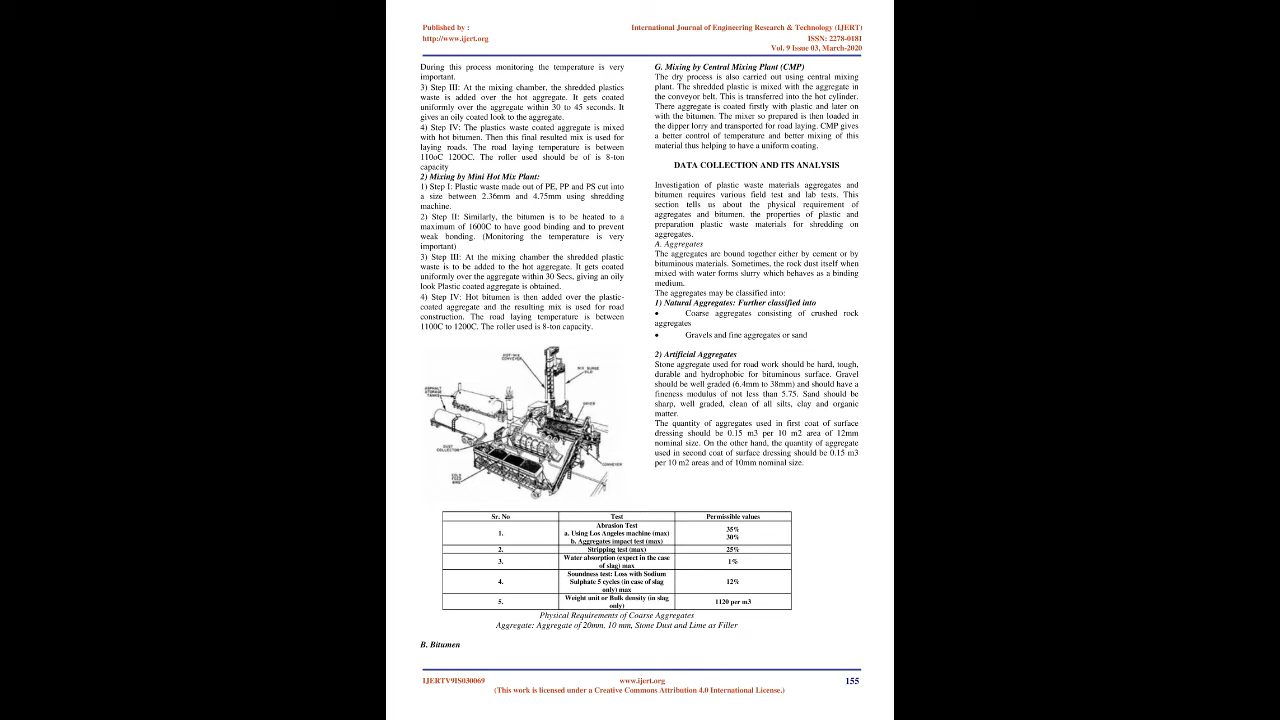 Published by :
http://www.ijert.org
International Journal of Engineering Research & Technology (IJERT)
ISSN: 2278-0181
Vol. 9 Issue 03, March-2020
During this process monitoring the temperature is very
important.
3) Step III: At the mixing chamber, the shredded plastics
waste is added over the hot aggregate. It gets coated
uniformly over the aggregate within 30 to 45 seconds. It
gives an oily coated look to the aggregate.
4) Step IV: The plastics waste coated aggregate is mixed
with hot bitumen. Then this final resulted mix is used for
laying roads. The road laying temperature is between
110oC 120OC. The roller used should be of is 8-ton
capacity
2) Mixing by Mini Hot Mix Plant:
1) Step I: Plastic waste made out of PE, PP and PS cut into
a size between 2.36mm and 4.75mm using shredding
machine.
2) Step II: Similarly, the bitumen is to be heated to a
maximum of 1600C to have good binding and to prevent
weak bonding. (Monitoring the temperature is very
important)
3) Step III: At the mixing chamber the shredded plastic
waste is to be added to the hot aggregate. It gets coated
uniformly over the aggregate within 30 Secs, giving an oily
look Plastic coated aggregate is obtained.
4) Step IV: Hot bitumen is then added over the plastic-
coated aggregate and the resulting mix is used for road
construction. The road laying temperature is between
1100C to 1200C. The roller used is 8-ton capacity.
HOT-MIX
CONVEYOR
MIX SURGE
SILO
ASPHALT
STORAGE
TANKS
DRYER
DUST
COLLECTOR
CONVEYOR
COLD
FEED
BINS
G. Mixing by Central Mixing Plant (CMP)
The dry process is also carried out using central mixing
plant. The shredded plastic is mixed with the aggregate in
the conveyor belt. This is transferred into the hot cylinder.
There aggregate is coated firstly with plastic and later on
with the bitumen. The mixer so prepared is then loaded in
the dipper lorry and transported for road laying. CMP gives
a better control of temperature and better mixing of this
material thus helping to have a uniform coating.
DATA COLLECTION AND ITS ANALYSIS
Investigation of plastic waste materials aggregates and
bitumen requires various field test and lab tests. This
section tells us about the physical requirement of
aggregates and bitumen, the properties of plastic and
preparation plastic waste materials for shredding on
aggregates.
A. Aggregates
The aggregates are bound together either by cement or by
bituminous materials. Sometimes, the rock dust itself when
mixed with water forms slurry which behaves as a binding
medium.
The aggregates may be classified into:
1) Natural Aggregates: Further classified into
• Coarse aggregates consisting of crushed rock
aggregates
• Gravels and fine aggregates or sand
2) Artificial Aggregates
Stone aggregate used for road work should be hard, tough,
durable and hydrophobic for bituminous surface. Gravel
should be well graded (6.4mm to 38mm) and should have a
fineness modulus of not less than 5.75. Sand should be
sharp, well graded, clean of all silts, clay and organic
matter.
The quantity of aggregates used in first coat of surface
dressing should be 0.15 m3 per 10 m2 area of 12mm
nominal size. On the other hand, the quantity of aggregate
used in second coat of surface dressing should be 0.15 m3
per 10 m2 areas and of 10mm nominal size.
Sr. No Test Permissible values
1. Abrasion Test
a. Using Los Angeles machine (max) 35%
b. Aggregates impact test (max) 30%
2. Stripping test (max) 25%
3. Water absorption (expect in the case
of slag) max 1%
4. Soundness test: Loss with Sodium
Sulphate 5 cycles (in case of slag
only) max 12%
5. Weight unit or Bulk density (in slag
only) 1120 per m3
Physical Requirements of Coarse Aggregates
Aggregate: Aggregate of 20mm, 10 mm, Stone Dust and Lime as Filler
B. Bitumen
IJERTV9IS030069
www.ijert.org
155
(This work is licensed under a Creative Commons Attribution 4.0 International License.)